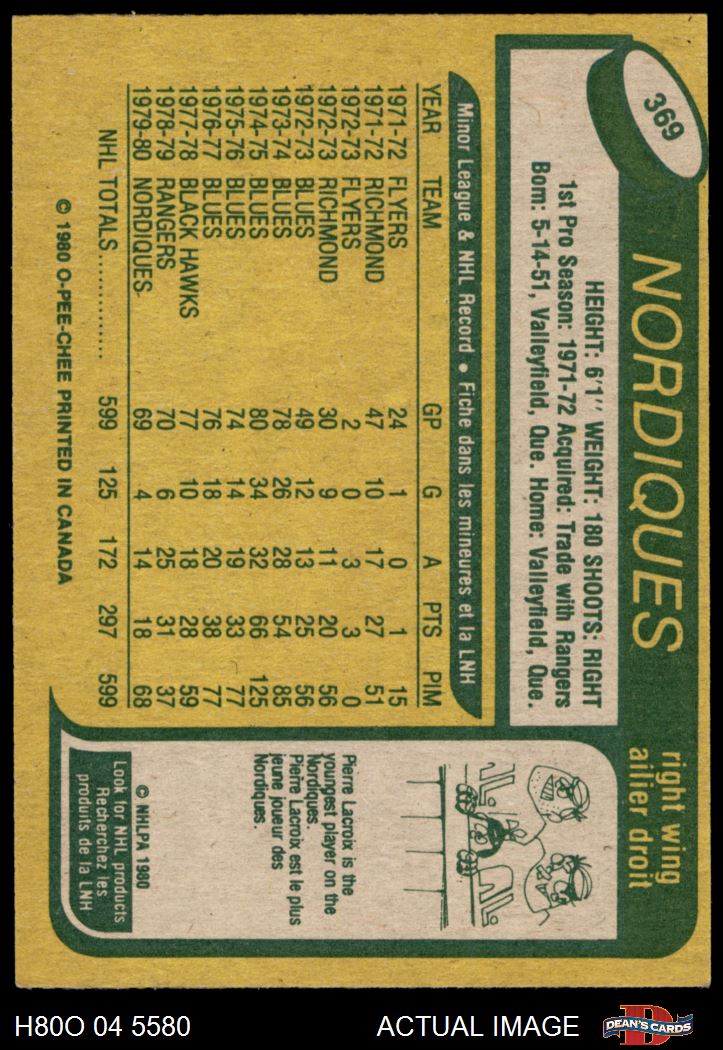 369
NORDIQUES
right wing
ailier droit
HEIGHT: 6'1" WEIGHT: 180 SHOOTS: RIGHT
1st Pro Season: 1971-72 Acquired: Trade with Rangers
Born: 5-14-51, Valleyfield, Que. Home: Valleyfield, Que.
Minor League & NHL Record • Fiche dans les mineures et la LNH
YEAR TEAM GP G A PTS PIM
1971-72 FLYERS 24 1 0 1 15
1971-72 RICHMOND 47 10 17 27 51
1972-73 FLYERS 2 0 3 3 0
1972-73 RICHMOND 30 9 11 20 56
1972-73 BLUES 49 12 13 25 56
1973-74 BLUES 78 26 28 54 85
1974-75 BLUES 80 34 32 66 125
1975-76 BLUES 74 14 19 33 77
1976-77 BLUES 76 18 20 38 77
1977-78 BLACK HAWKS 77 10 18 28 59
1978-79 RANGERS 70 6 25 31 37
1979-80 NORDIQUES 69 4 14 18 68
NHL TOTALS.............. 599 125 172 297 599
© 1980 O-PEE-CHEE PRINTED IN CANADA
Pierre Lacroix is the
youngest player on the
Nordiques.
Pierre Lacroix est le plus
jeune joueur des
Nordiques.
© NHLPA 1980
Look for NHL products
Recherchez les
produits de la LNH
H80O 04 5580
ACTUAL IMAGE
D
DEAN'S CARDS